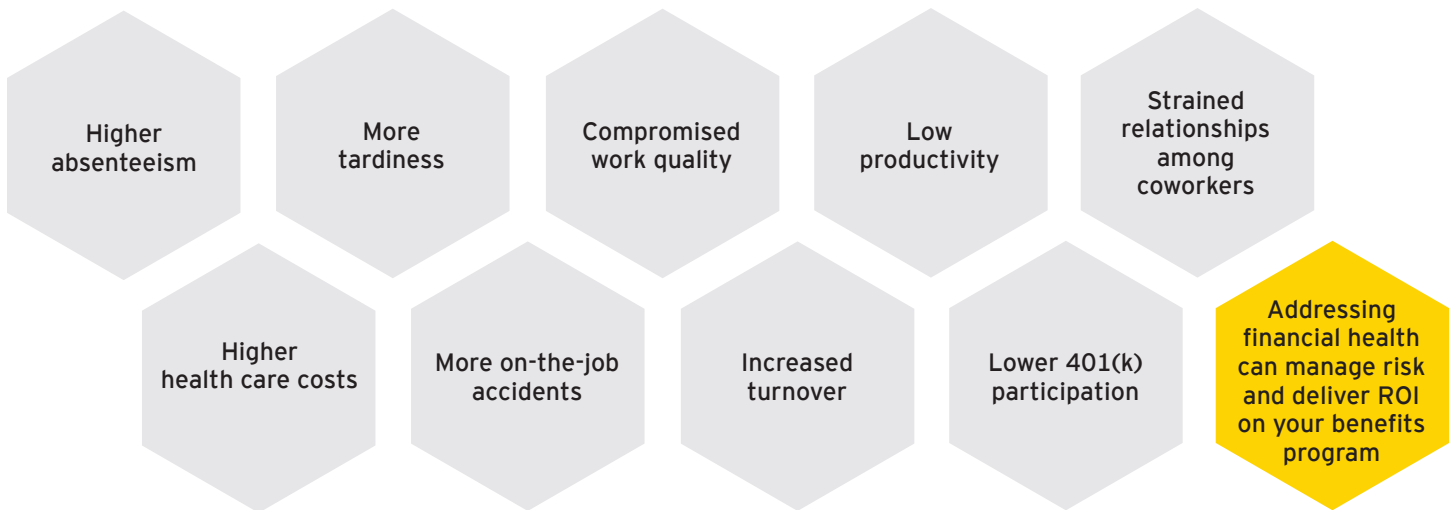 Higher
absenteeism
More
tardiness
Compromised
work quality
Low
productivity
Strained
relationships
among
coworkers
Higher
health care costs
More on-the-job
accidents
Increased
turnover
Lower 401(k)
participation
Addressing
financial health
can manage risk
and deliver ROI
on your benefits
program